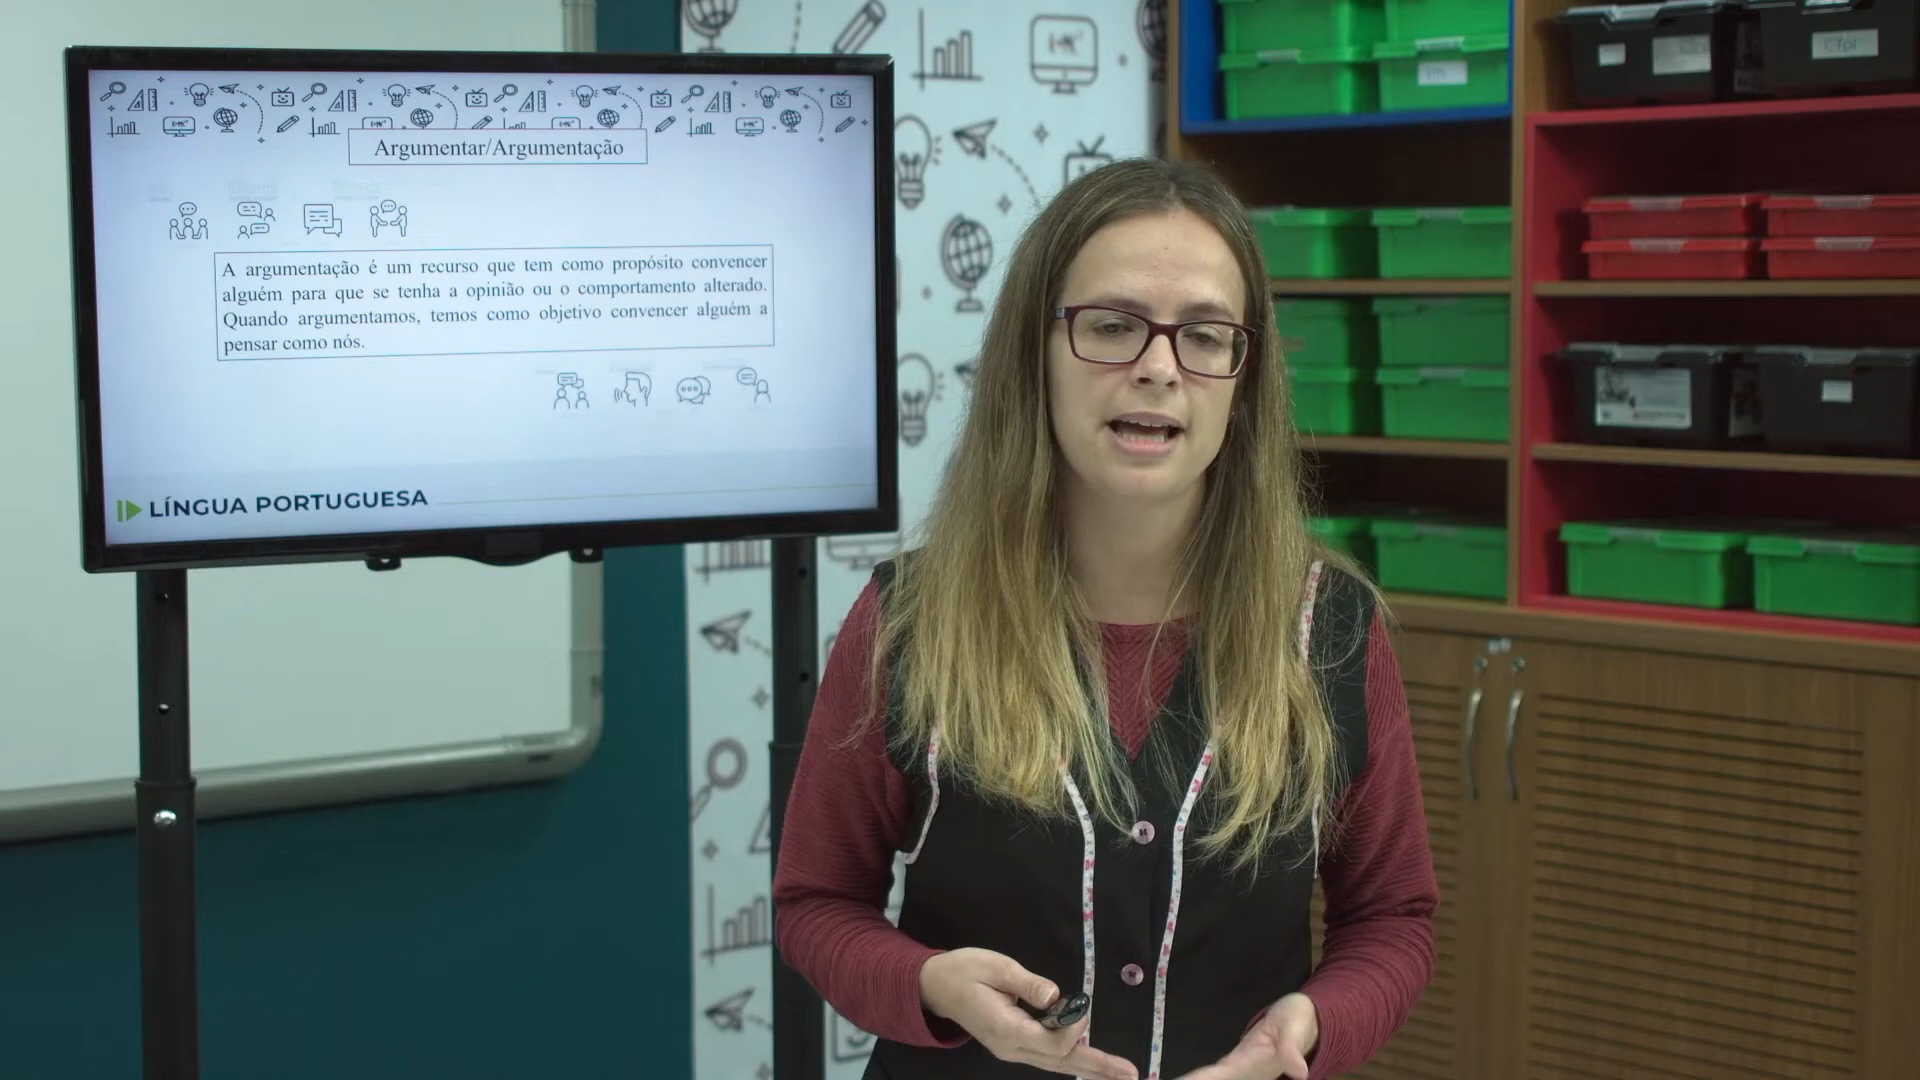 Argumentar/Argumentação
A argumentação é um recurso que tem como propósito convencer
alguém para que se tenha a opinião ou o comportamento alterado.
Quando argumentamos, temos como objetivo convencer alguém a
pensar como nós.
LÍNGUA PORTUGUESA